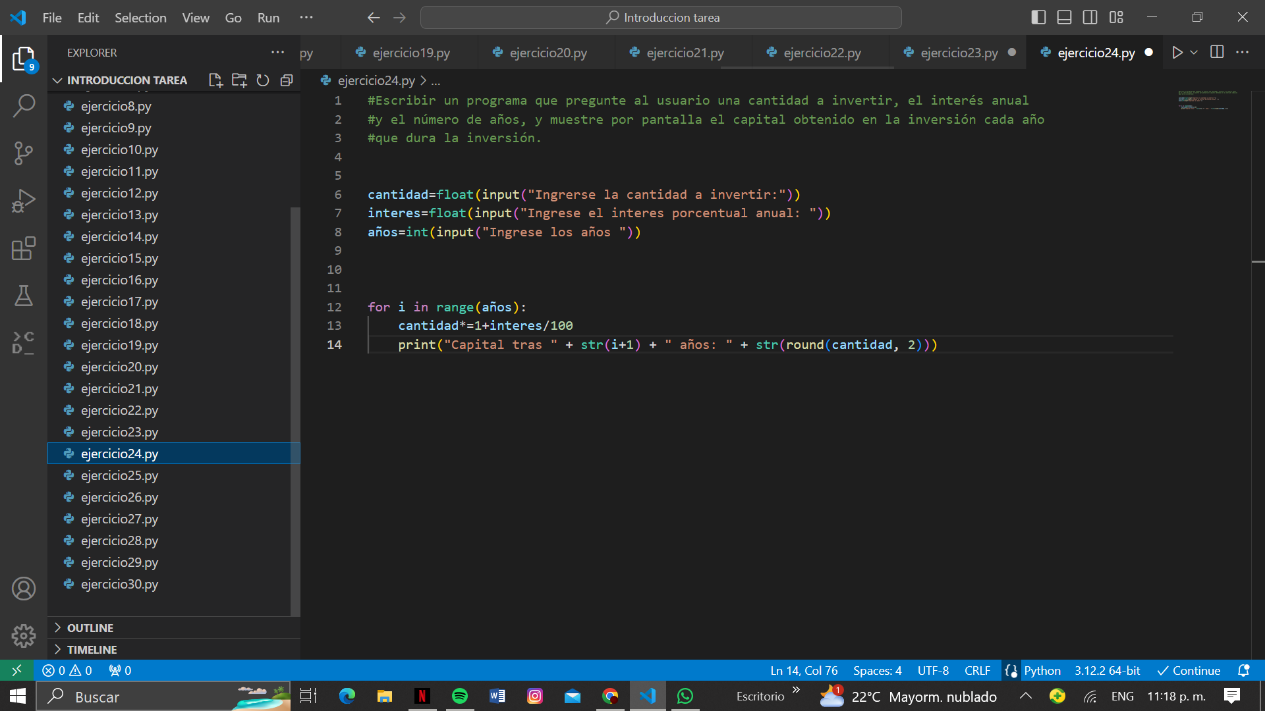 File Edit Selection View Go Run ··· Introduccion tarea
EXPLORER ···
INTRODUCCION TAREA
ejercicio8.py
ejercicio9.py
ejercicio10.py
ejercicio11.py
ejercicio12.py
ejercicio13.py
ejercicio14.py
ejercicio15.py
ejercicio16.py
ejercicio17.py
ejercicio18.py
ejercicio19.py
ejercicio20.py
ejercicio21.py
ejercicio22.py
ejercicio23.py
ejercicio24.py
ejercicio25.py
ejercicio26.py
ejercicio27.py
ejercicio28.py
ejercicio29.py
ejercicio30.py
OUTLINE
TIMELINE
py ejercicio19.py ejercicio20.py ejercicio21.py ejercicio22.py ejercicio23.py ejercicio24.py
ejercicio24.py > ...
1 #Escribir un programa que pregunte al usuario una cantidad a invertir, el interés anual
2 #y el número de años, y muestre por pantalla el capital obtenido en la inversión cada año
3 #que dura la inversión.
4
5
6 cantidad=float(input("Ingrerse la cantidad a invertir:"))
7 interes=float(input("Ingrese el interes porcentual anual: "))
8 años=int(input("Ingrese los años "))
9
10
11
12 for i in range(años):
13 cantidad*=1+interes/100
14 print("Capital tras " + str(i+1) + " años: " + str(round(cantidad, 2)))
9
0 0 0 Ln 14, Col 76 Spaces: 4 UTF-8 CRLF Python 3.12.2 64-bit Continue
Buscar Escritorio » 1 22°C Mayorm. nublado ENG 11:18 p. m.